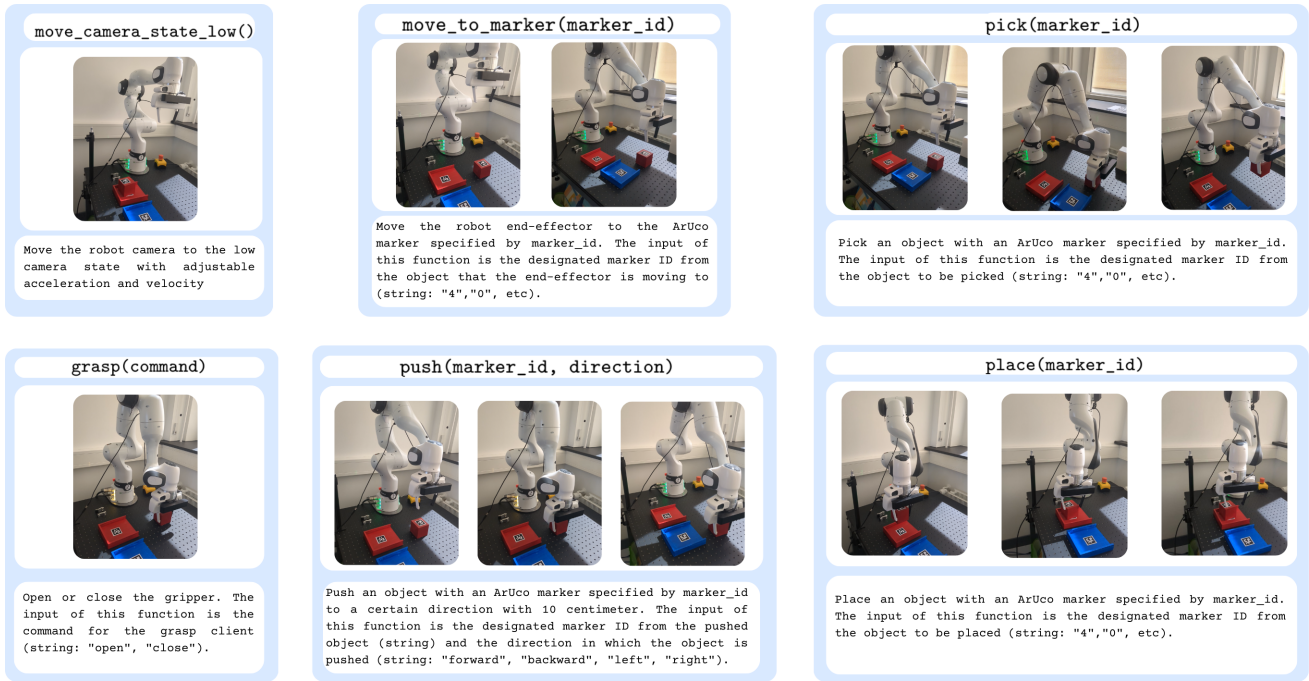 move_camera_state_low()
Move the robot camera to the low
camera state with adjustable
acceleration and velocity
move_to_marker(marker_id)
Move the robot end-effector to the ArUco
marker specified by marker_id. The input of
this function is the designated marker ID from
the object that the end-effector is moving to
(string: "4","0", etc).
pick(marker_id)
Pick an object with an ArUco marker specified by marker_id.
The input of this function is the designated marker ID from
the object to be picked (string: "4","0", etc).
grasp(command)
Open or close the gripper. The
input of this function is the
command for the grasp client
(string: "open", "close").
push(marker_id, direction)
Push an object with an ArUco marker specified by marker_id
to a certain direction with 10 centimeter. The input of
this function is the designated marker ID from the pushed
object (string) and the direction in which the object is
pushed (string: "forward", "backward", "left", "right").
place(marker_id)
Place an object with an ArUco marker specified by marker_id.
The input of this function is the designated marker ID from
the object to be placed (string: "4","0", etc).